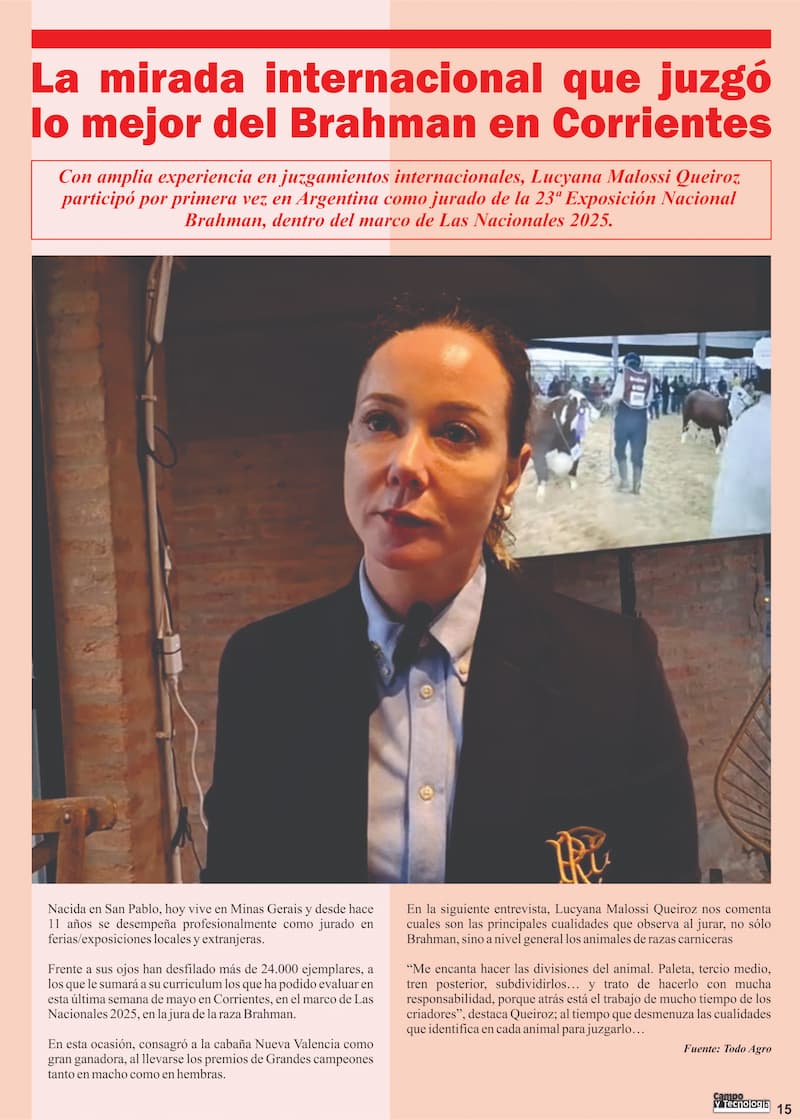 La mirada internacional que juzgó
lo mejor del Brahman en Corrientes
Con amplia experiencia en juzgamientos internacionales, Lucyana Malossi Queiroz
participó por primera vez en Argentina como jurado de la 23ª Exposición Nacional
Brahman, dentro del marco de Las Nacionales 2025.
Nacida en San Pablo, hoy vive en Minas Gerais y desde hace
11 años se desempeña profesionalmente como jurado en
ferias/exposiciones locales y extranjeras.
Frente a sus ojos han desfilado más de 24.000 ejemplares, a
los que le sumará a su curriculum los que ha podido evaluar en
esta última semana de mayo en Corrientes, en el marco de Las
Nacionales 2025, en la jura de la raza Brahman.
En esta ocasión, consagró a la cabaña Nueva Valencia como
gran ganadora, al llevarse los premios de Grandes campeones
tanto en macho como en hembras.
En la siguiente entrevista, Lucyana Malossi Queiroz nos comenta
cuales son las principales cualidades que observa al jurar, no sólo
Brahman, sino a nivel general los animales de razas carniceras
“Me encanta hacer las divisiones del animal. Paleta, tercio medio,
tren posterior, subdividirlos… y trato de hacerlo con mucha
responsabilidad, porque atrás está el trabajo de mucho tiempo de los
criadores”, destaca Queiroz; al tiempo que desmenuza las cualidades
que identifica en cada animal para juzgarlo…
Fuente: Todo Agro
Campo
y Tecnología
15